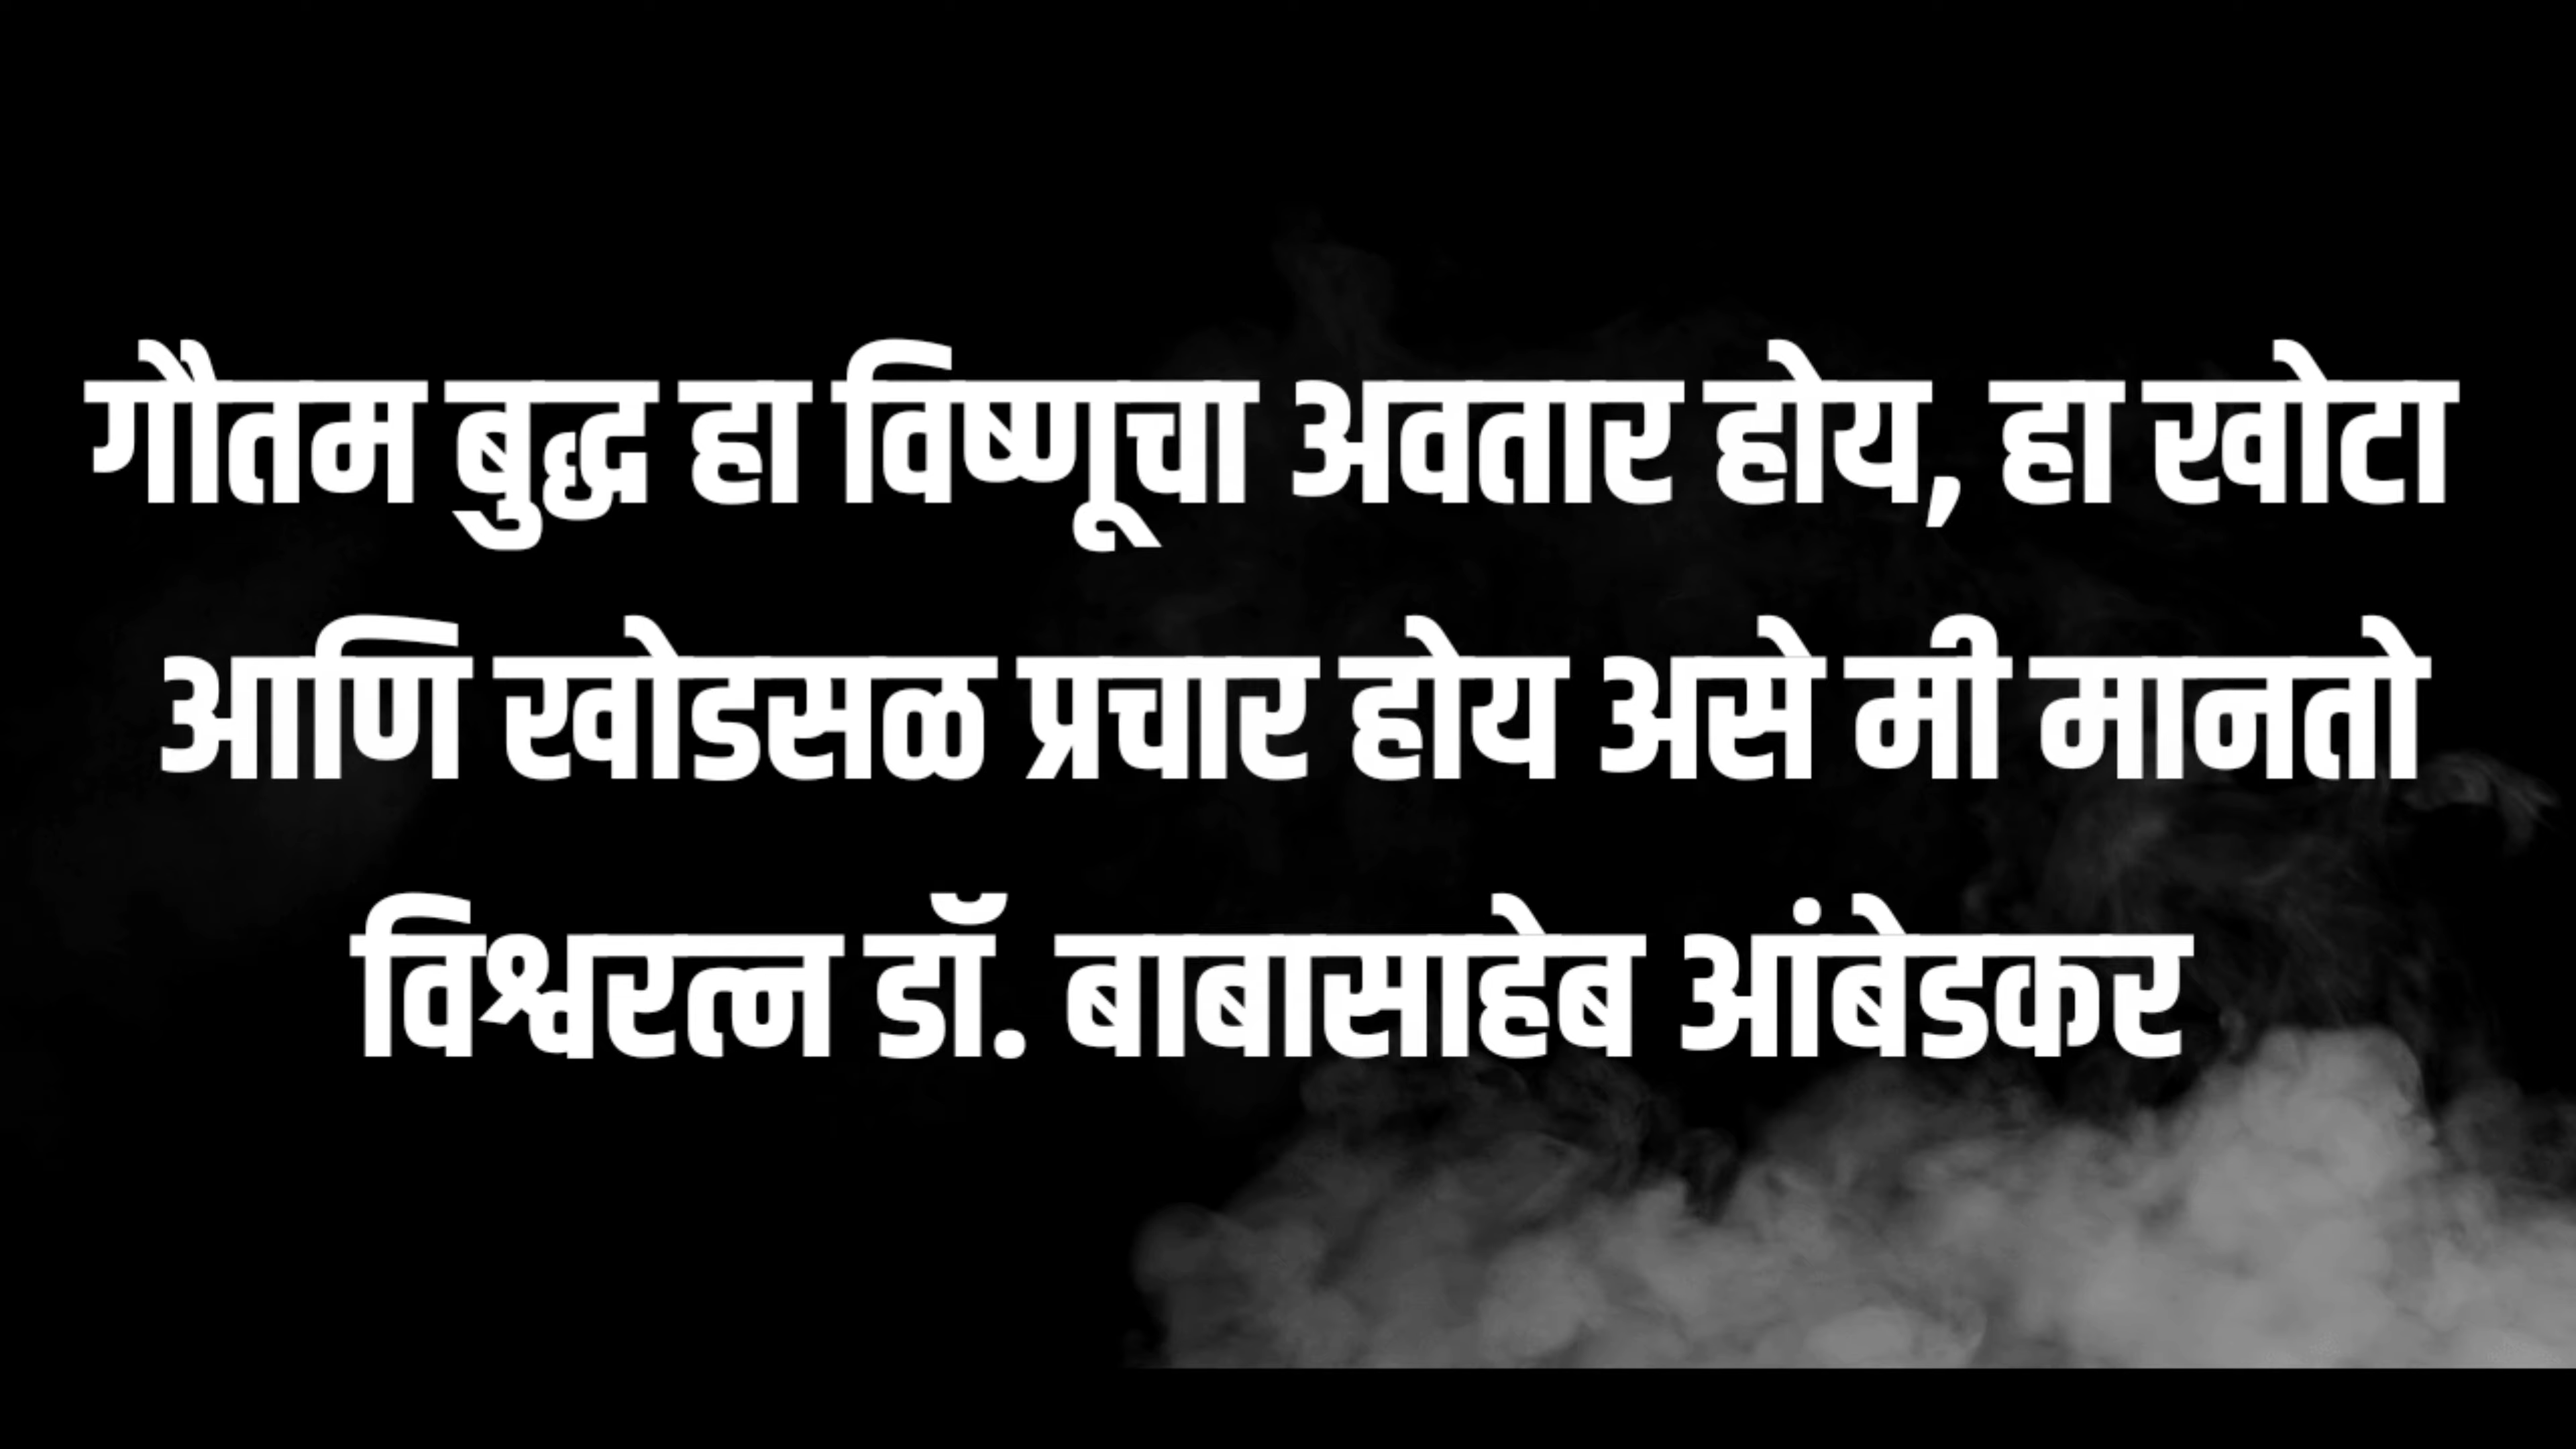 गौतम बुद्ध हा विष्णूचा अवतार होय, हा खोटा
आणि खोडसळ प्रचार होय असे मी मानतो
विश्वरत्न डॉ. बाबासाहेब आंबेडकर